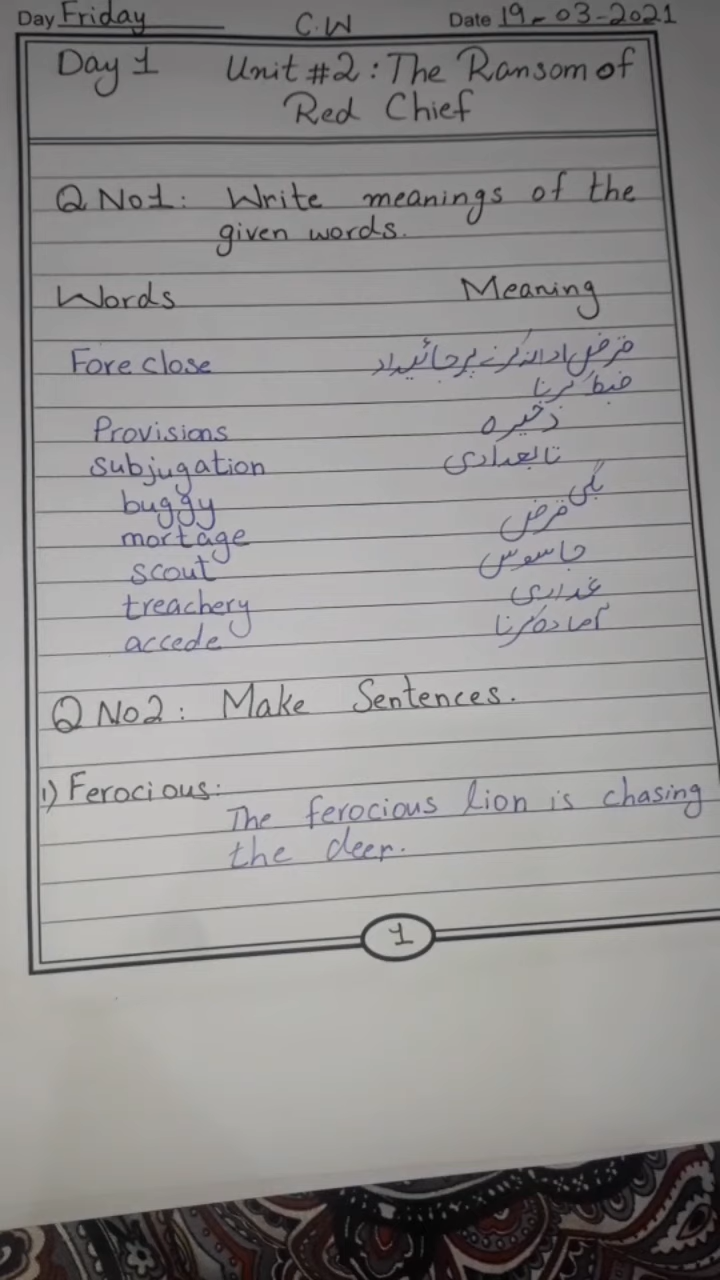 Day Friday C.W Date 19-03-2021
Day 1 Unit #2: The Ransom of
Red Chief
Q No1: Write meanings of the
given words.
Words Meaning
Fore close قرض ادا نہ کرنے پر جائیداد
ضبط کرنا
Provisions ذخیرہ
subjugation تابعداری
buggy بگی
mortage قرض
scout جاسوس
treachery غداری
accede آمادہ کرنا
Q No2: Make Sentences.
1) Ferocious:
The ferocious lion is chasing
the deer.
1